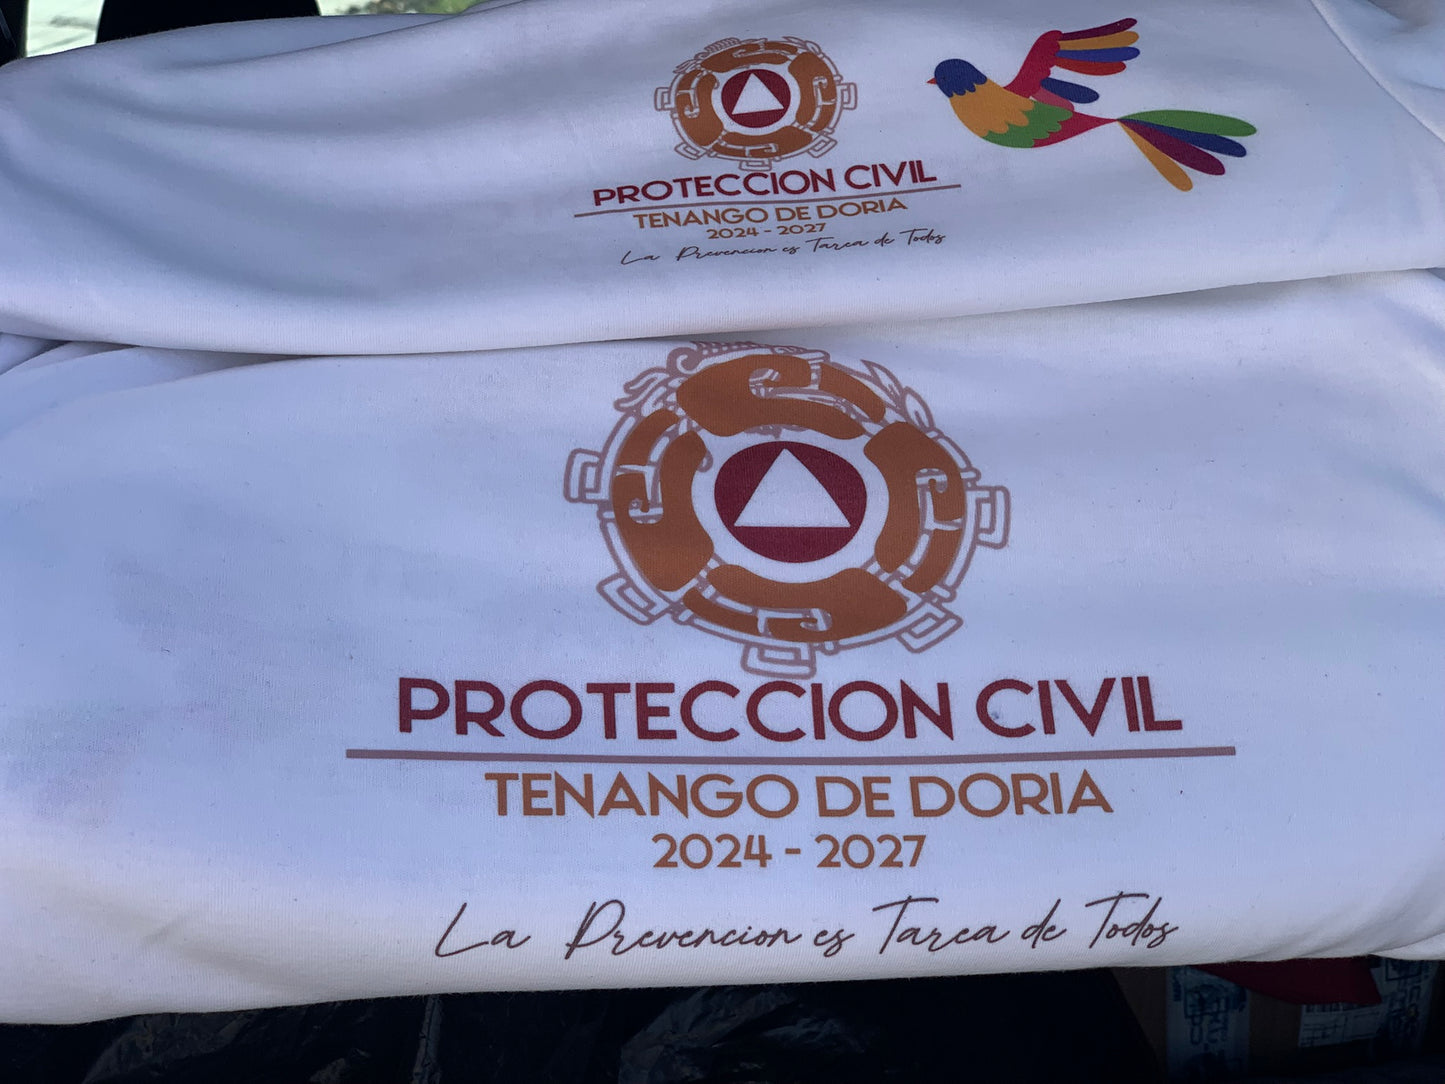 PROTECCION CIVIL
TENANGO DE DORIA
2024 - 2027
La Prevencion es Tarea de Todos
PROTECCION CIVIL
TENANGO DE DORIA
2024 - 2027
La Prevencion es Tarea de Todos